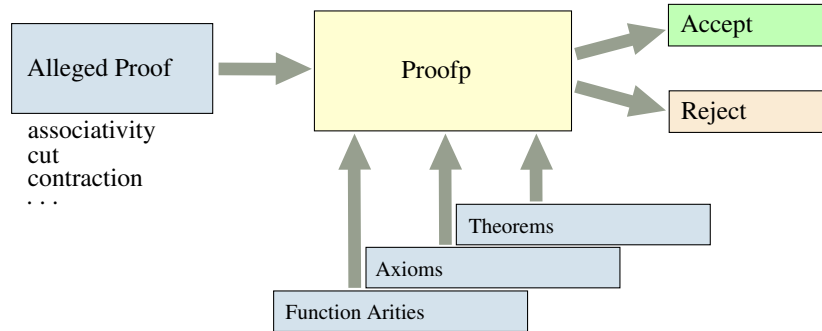 Alleged Proof
associativity
cut
contraction
. . .
Proofp
Accept
Reject
Theorems
Axioms
Function Arities